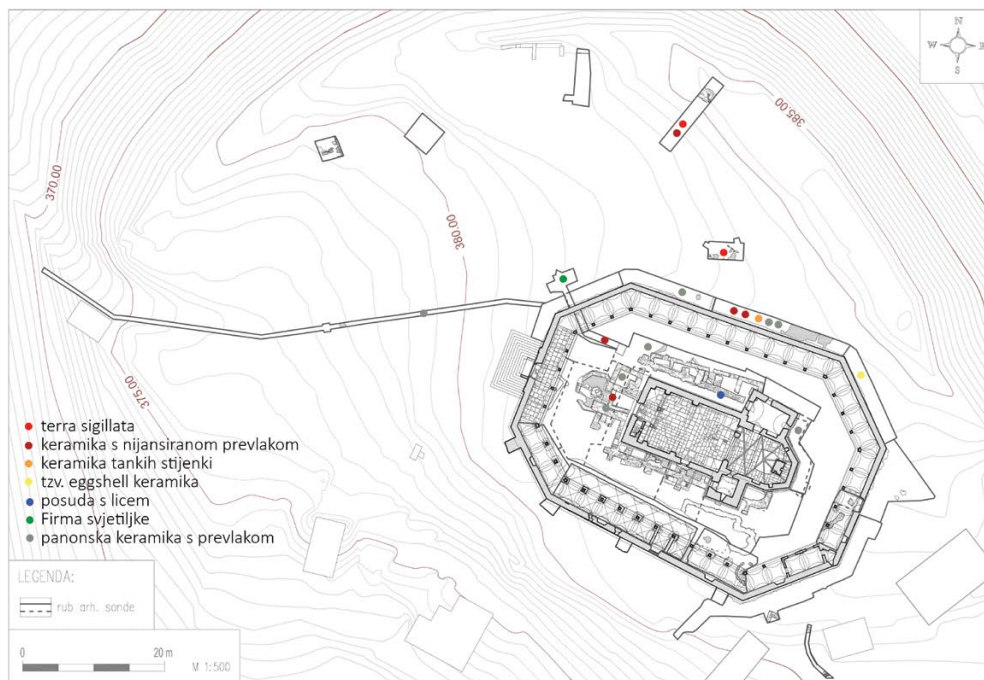 N
W E
S
385.00
370.00
380.00
375.00
terra sigillata
keramika s nijansiranom prevlakom
keramika tankih stijenki
tzv. eggshell keramika
posuda s licem
Firma svjetiljke
panonska keramika s prevlakom
LEGENDA:
rub arh. sonde
0 20 m
M 1:500